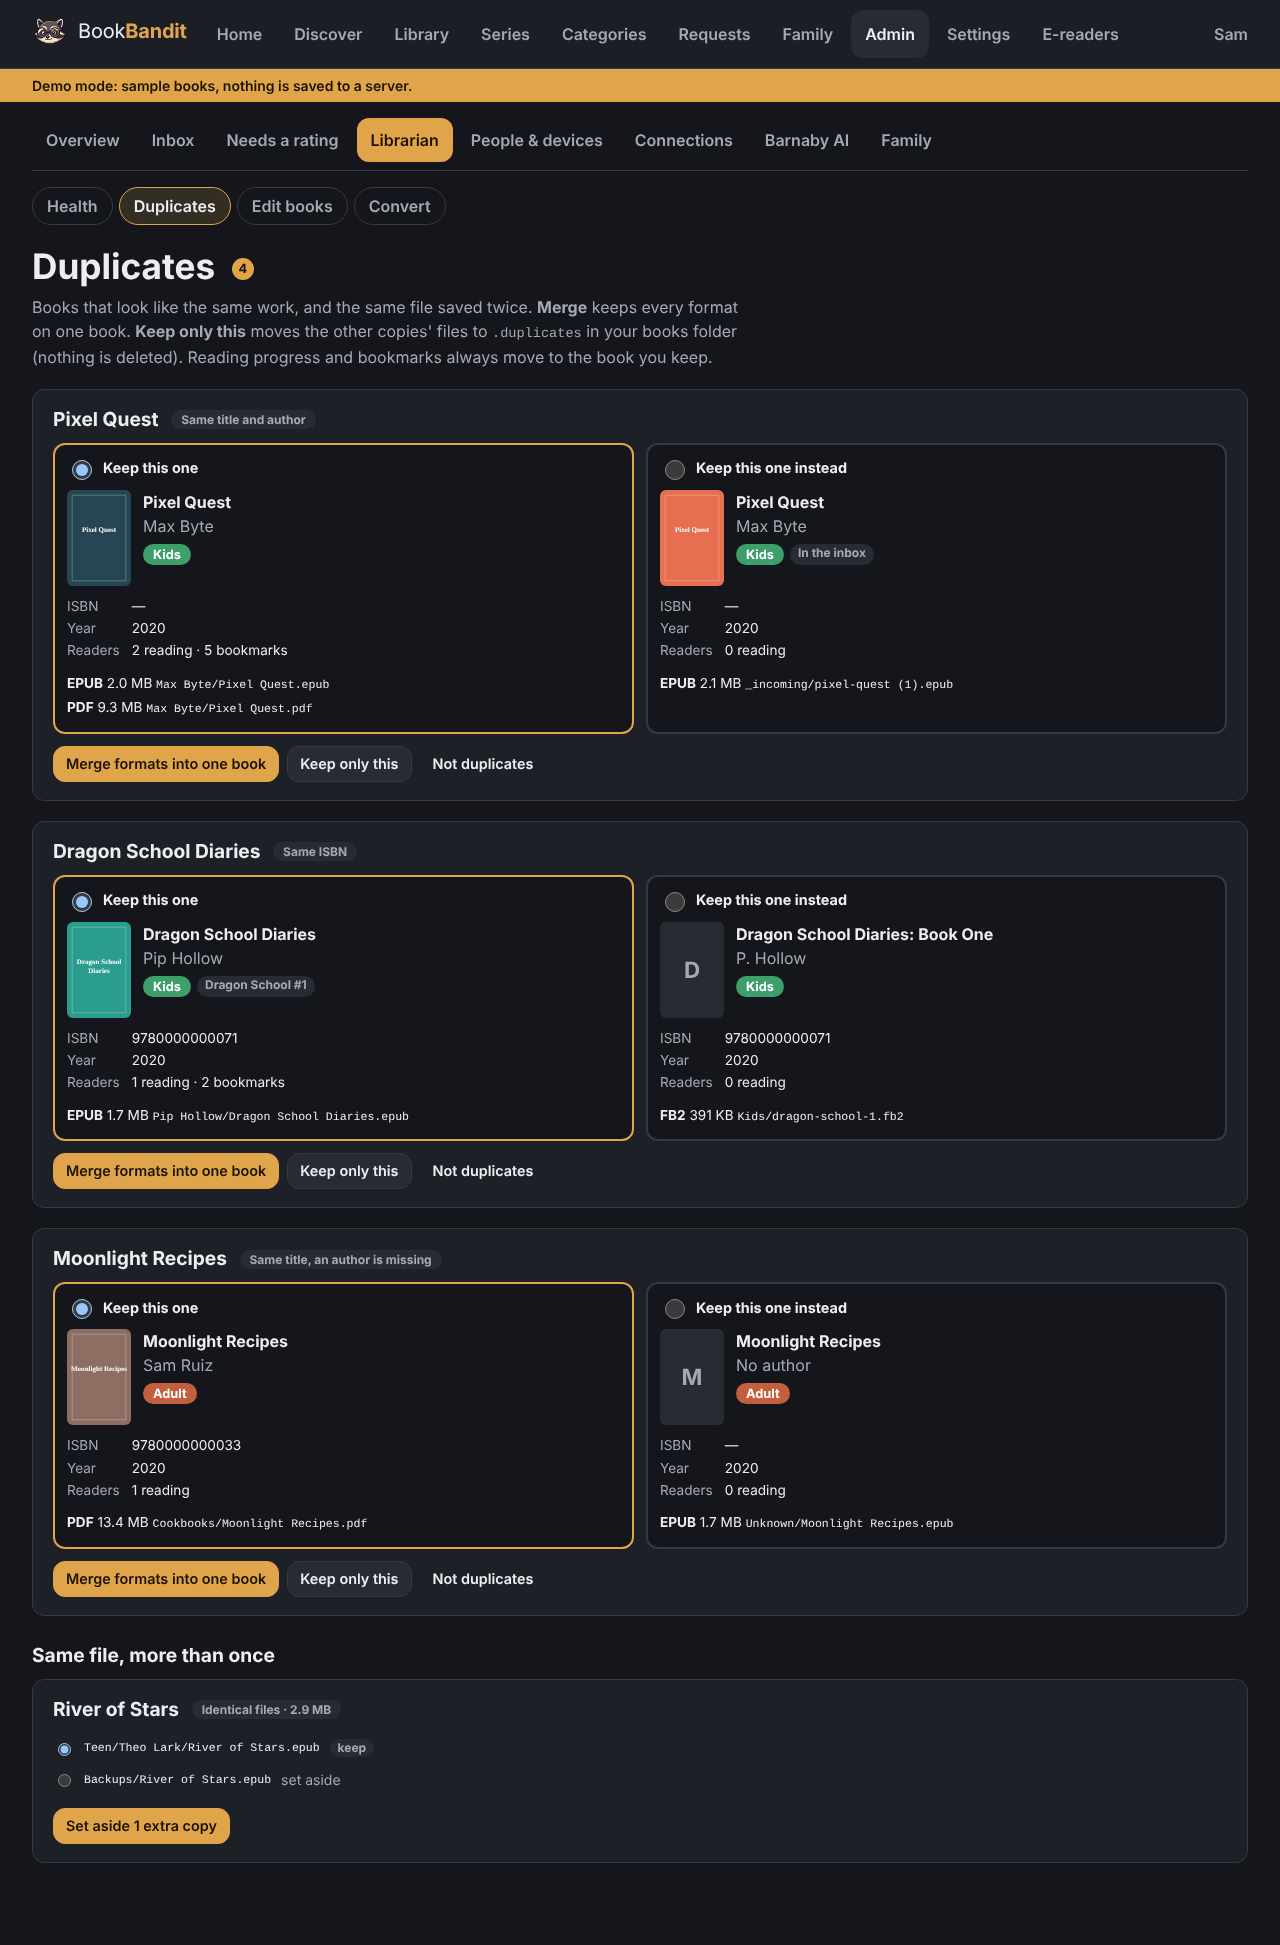 BookBandit Home Discover Library Series Categories Requests Family Admin Settings E-readers Sam
Demo mode: sample books, nothing is saved to a server.
Overview Inbox Needs a rating Librarian People & devices Connections Barnaby AI Family
Health Duplicates Edit books Convert
Duplicates 4
Books that look like the same work, and the same file saved twice. Merge keeps every format
on one book. Keep only this moves the other copies' files to .duplicates in your books folder
(nothing is deleted). Reading progress and bookmarks always move to the book you keep.
Pixel Quest Same title and author
Keep this one
Pixel Quest
Pixel Quest
Max Byte
Kids
ISBN —
Year 2020
Readers 2 reading · 5 bookmarks
EPUB 2.0 MB Max Byte/Pixel Quest.epub
PDF 9.3 MB Max Byte/Pixel Quest.pdf
Keep this one instead
Pixel Quest
Pixel Quest
Max Byte
Kids In the inbox
ISBN —
Year 2020
Readers 0 reading
EPUB 2.1 MB _incoming/pixel-quest (1).epub
Merge formats into one book Keep only this Not duplicates
Dragon School Diaries Same ISBN
Keep this one
Dragon School
Diaries
Dragon School Diaries
Pip Hollow
Kids Dragon School #1
ISBN 9780000000071
Year 2020
Readers 1 reading · 2 bookmarks
EPUB 1.7 MB Pip Hollow/Dragon School Diaries.epub
Keep this one instead
D
Dragon School Diaries: Book One
P. Hollow
Kids
ISBN 9780000000071
Year 2020
Readers 0 reading
FB2 391 KB Kids/dragon-school-1.fb2
Merge formats into one book Keep only this Not duplicates
Moonlight Recipes Same title, an author is missing
Keep this one
Moonlight Recipes
Moonlight Recipes
Sam Ruiz
Adult
ISBN 9780000000033
Year 2020
Readers 1 reading
PDF 13.4 MB Cookbooks/Moonlight Recipes.pdf
Keep this one instead
M
Moonlight Recipes
No author
Adult
ISBN —
Year 2020
Readers 0 reading
EPUB 1.7 MB Unknown/Moonlight Recipes.epub
Merge formats into one book Keep only this Not duplicates
Same file, more than once
River of Stars Identical files · 2.9 MB
Teen/Theo Lark/River of Stars.epub keep
Backups/River of Stars.epub set aside
Set aside 1 extra copy